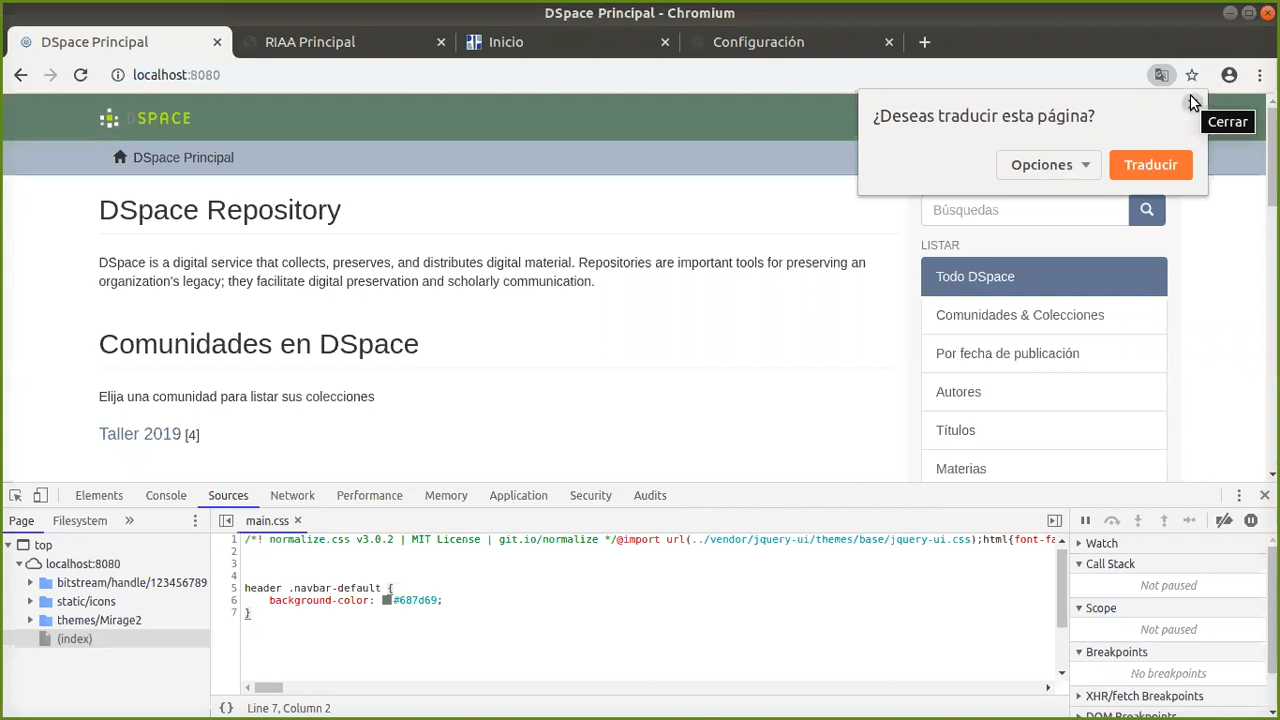 DSpace Principal - Chromium
DSpace Principal
RIAA Principal
Inicio
Configuración
localhost:8080
¿Deseas traducir esta página?
Cerrar
Opciones
Traducir
DSPACE
DSpace Principal
DSpace Repository
DSpace is a digital service that collects, preserves, and distributes digital material. Repositories are important tools for preserving an
organization's legacy; they facilitate digital preservation and scholarly communication.
Comunidades en DSpace
Elija una comunidad para listar sus colecciones
Taller 2019 [4]
Búsquedas
LISTAR
Todo DSpace
Comunidades & Colecciones
Por fecha de publicación
Autores
Títulos
Materias
Elements Console Sources Network Performance Memory Application Security Audits
Page Filesystem »
top
localhost:8080
bitstream/handle/123456789
static/icons
themes/Mirage2
(index)
main.css
1 /*! normalize.css v3.0.2 | MIT License | git.io/normalize */@import url(../vendor/jquery-ui/themes/base/jquery-ui.css);html{font-fa
2
3
4
5 header .navbar-default {
6 background-color: #687d69;
7 }
{} Line 7, Column 2
Watch
Call Stack
Not paused
Scope
Not paused
Breakpoints
No breakpoints
XHR/fetch Breakpoints
DOM Breakpoints